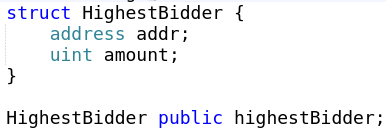 struct HighestBidder {
    address addr;
    uint amount;
}

HighestBidder public highestBidder;